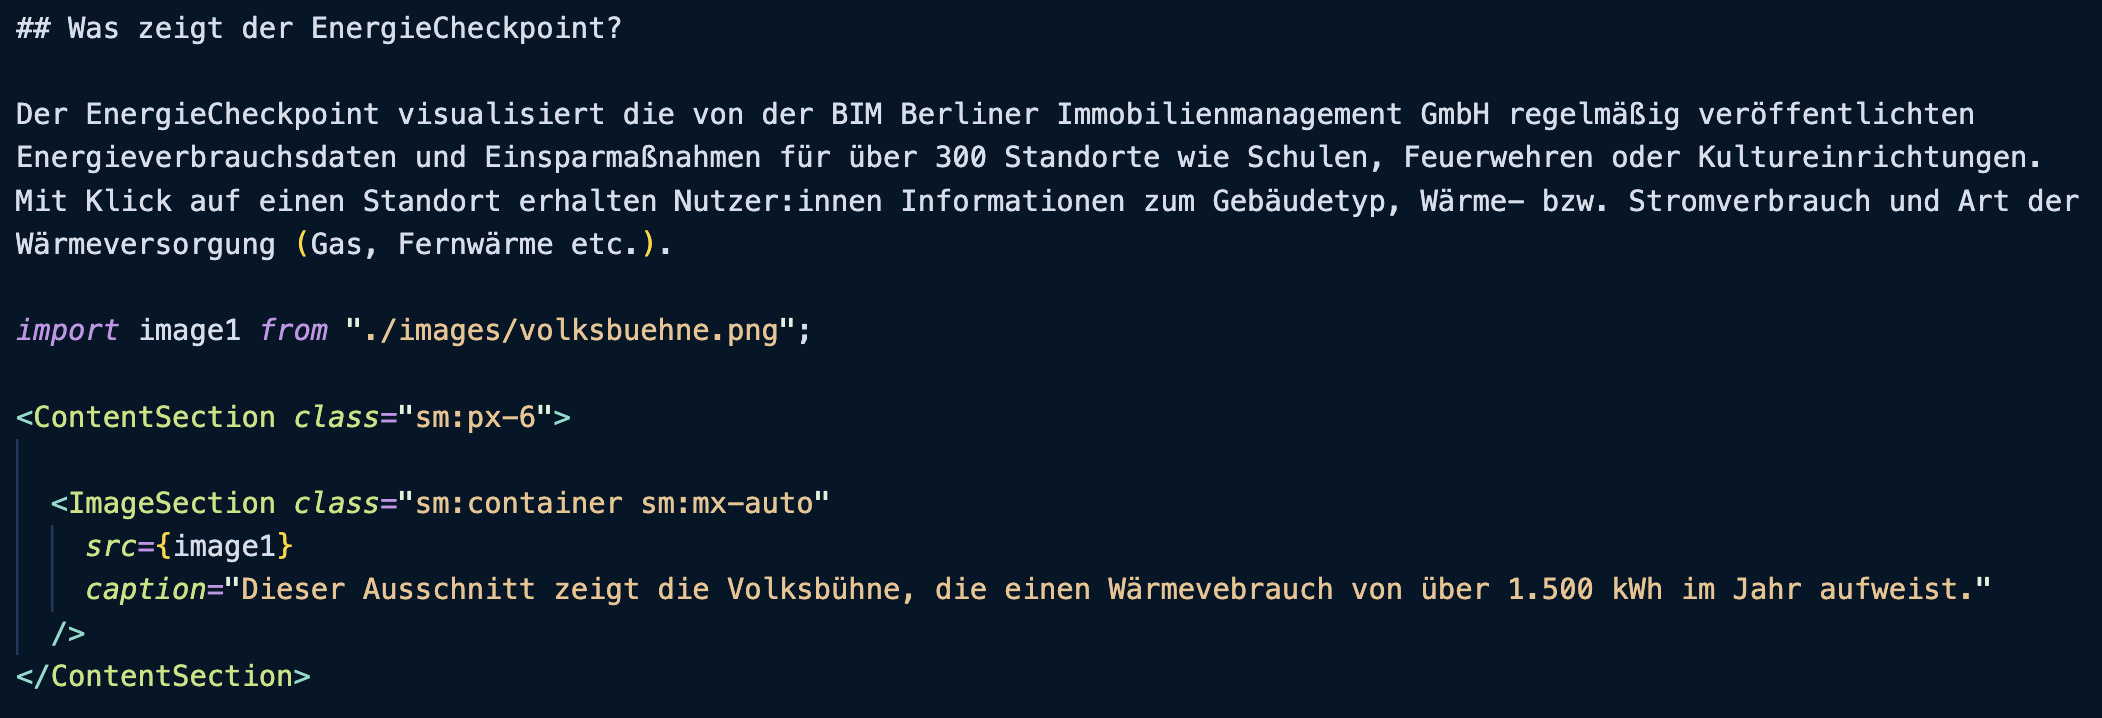 ## Was zeigt der EnergieCheckpoint?
Der EnergieCheckpoint visualisiert die von der BIM Berliner Immobilienmanagement GmbH regelmäßig veröffentlichten
Energieverbrauchsdaten und Einsparmaßnahmen für über 300 Standorte wie Schulen, Feuerwehren oder Kultureinrichtungen.
Mit Klick auf einen Standort erhalten Nutzer:innen Informationen zum Gebäudetyp, Wärme- bzw. Stromverbrauch und Art der
Wärmeversorgung (Gas, Fernwärme etc.).
import image1 from "./images/volksbuehne.png";
<ContentSection class="sm:px-6">
<ImageSection class="sm:container sm:mx-auto"
src={image1}
caption="Dieser Ausschnitt zeigt die Volksbühne, die einen Wärmevebrauch von über 1.500 kWh im Jahr aufweist."
/>
</ContentSection>